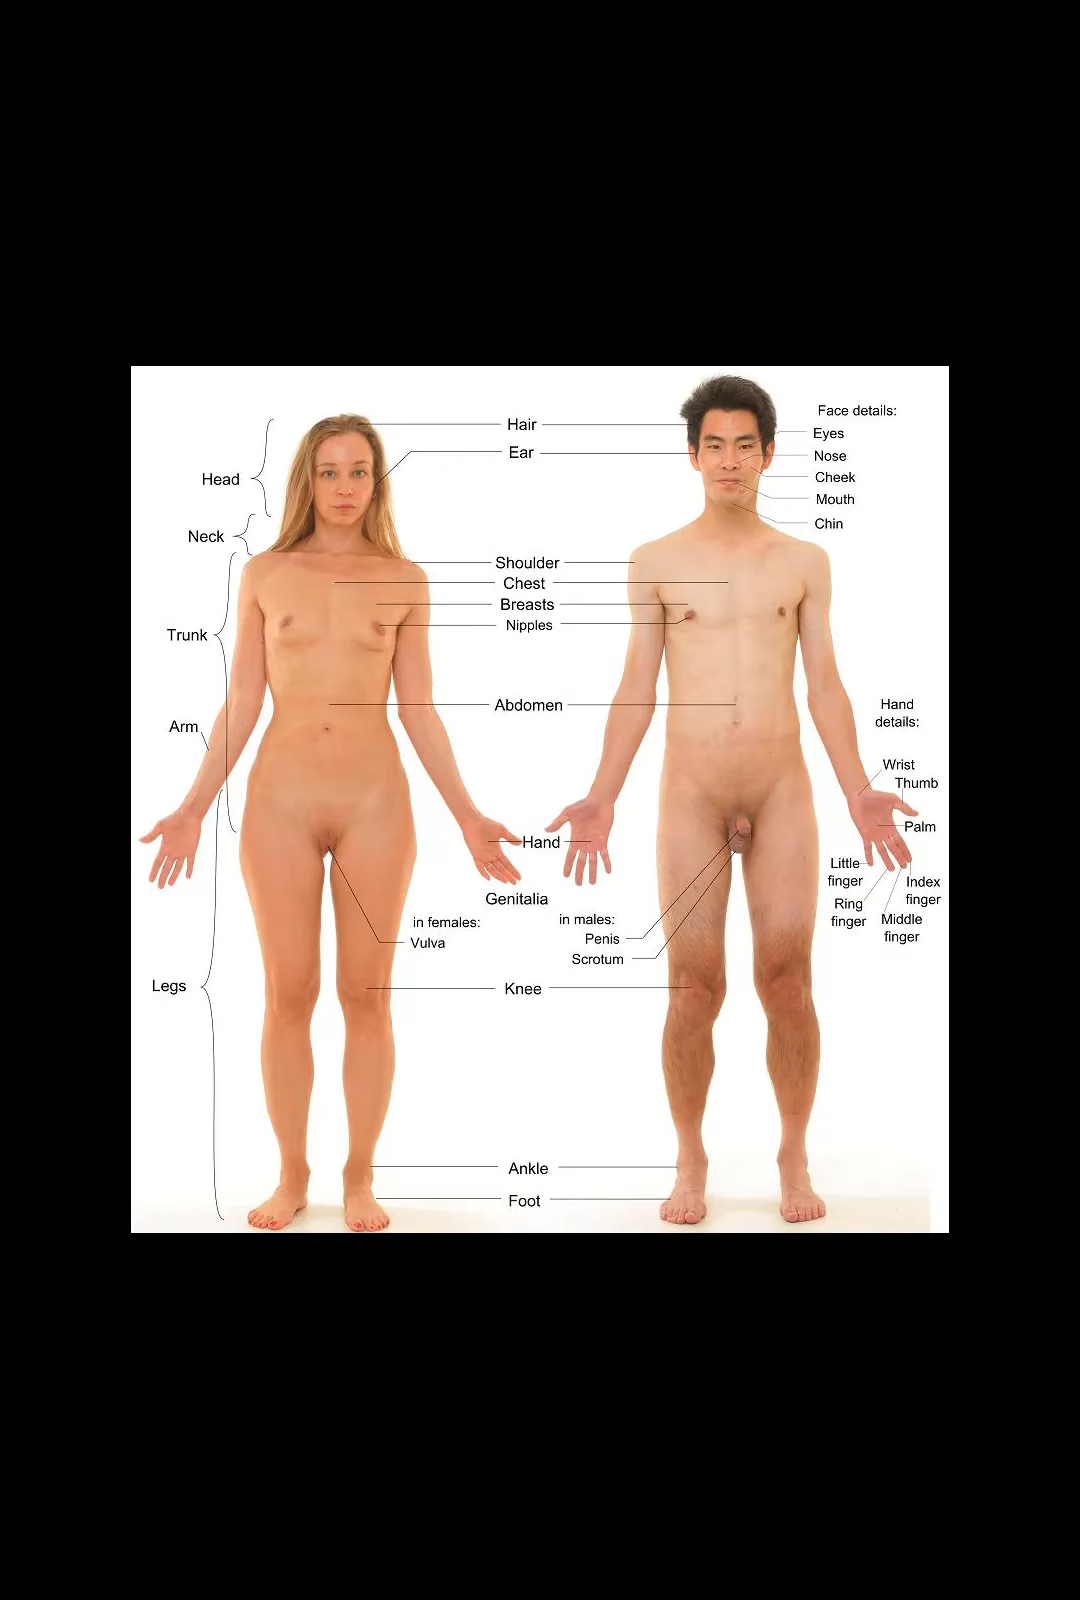 Hair
Ear
Head
Neck
Shoulder
Chest
Breasts
Nipples
Trunk
Abdomen
Arm
Hand
Genitalia
in females:
Vulva
in males:
Penis
Scrotum
Legs
Knee
Ankle
Foot
Face details:
Eyes
Nose
Cheek
Mouth
Chin
Hand
details:
Wrist
Thumb
Palm
Little
finger
Ring
finger
Middle
finger
Index
finger